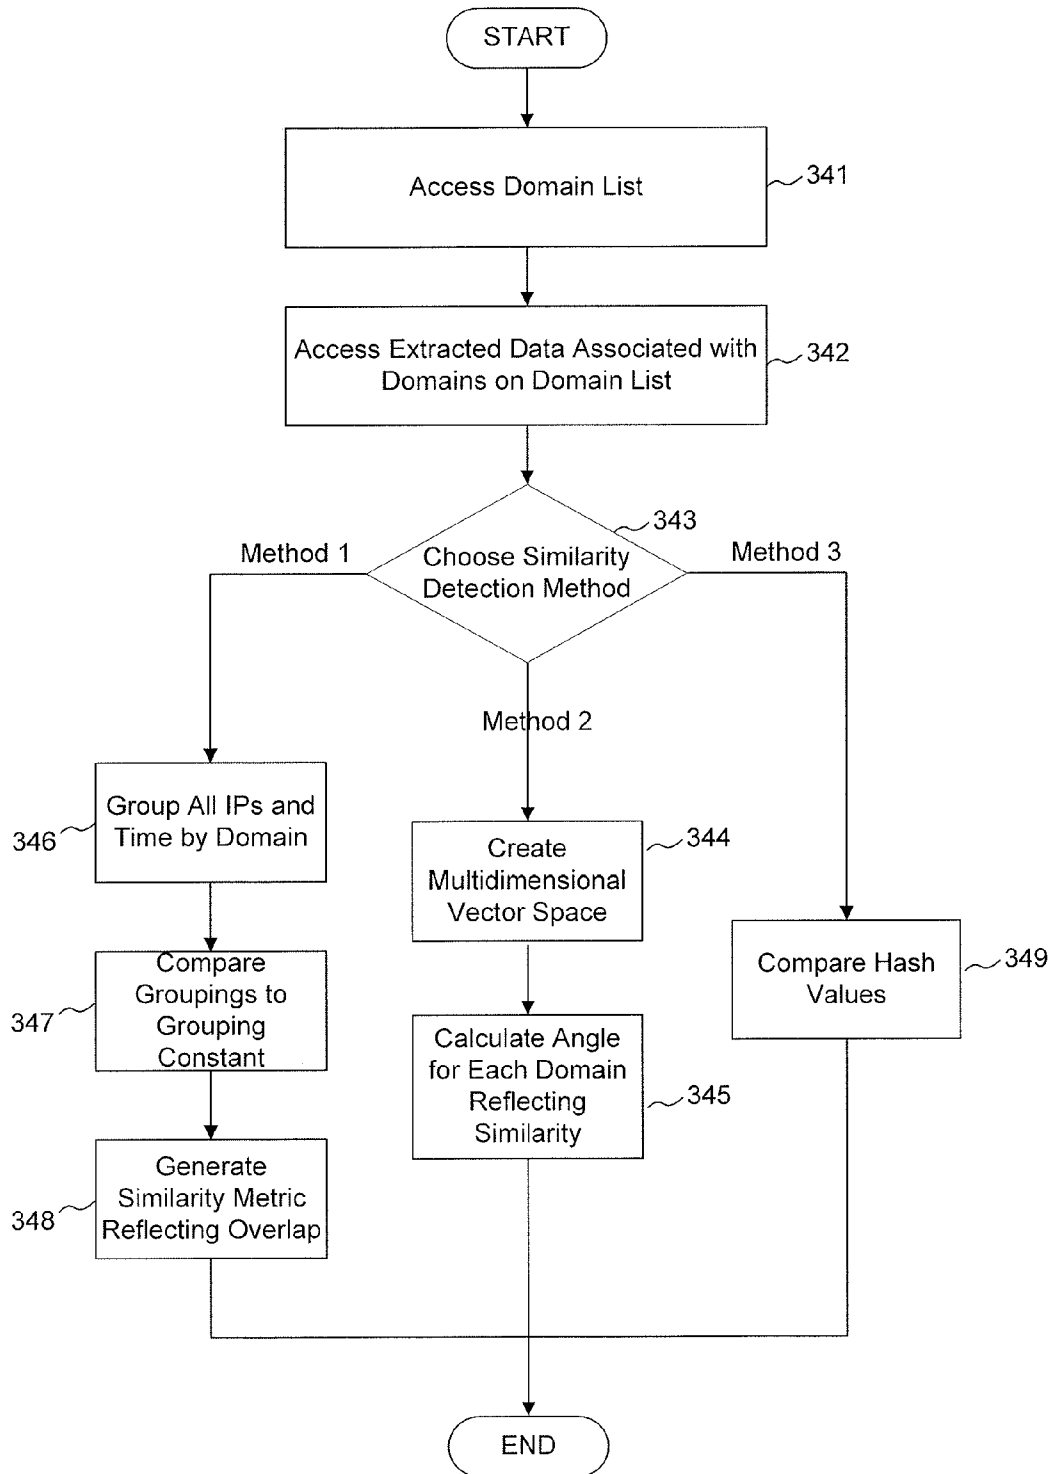 START
Access Domain List
341
Access Extracted Data Associated with
Domains on Domain List
342
343
Choose Similarity
Detection Method
Method 1
Method 3
Method 2
Group All IPs and
Time by Domain
346
Create
Multidimensional
Vector Space
344
Compare
Groupings to
Grouping
Constant
347
Compare Hash
Values
349
Calculate Angle
for Each Domain
Reflecting
Similarity
345
Generate
Similarity Metric
Reflecting Overlap
348
END